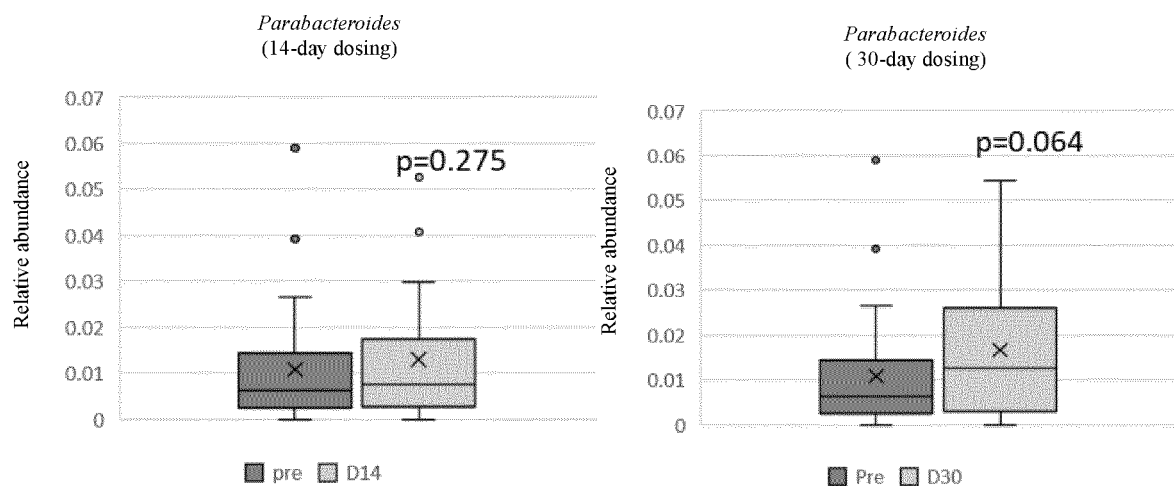 Parabacteroides
(14-day dosing)
Relative abundance
0.07
0.06
0.05
0.04
0.03
0.02
0.01
0
p=0.275
pre D14
Parabacteroides
( 30-day dosing)
Relative abundance
0.07
0.06
0.05
0.04
0.03
0.02
0.01
0
p=0.064
Pre D30